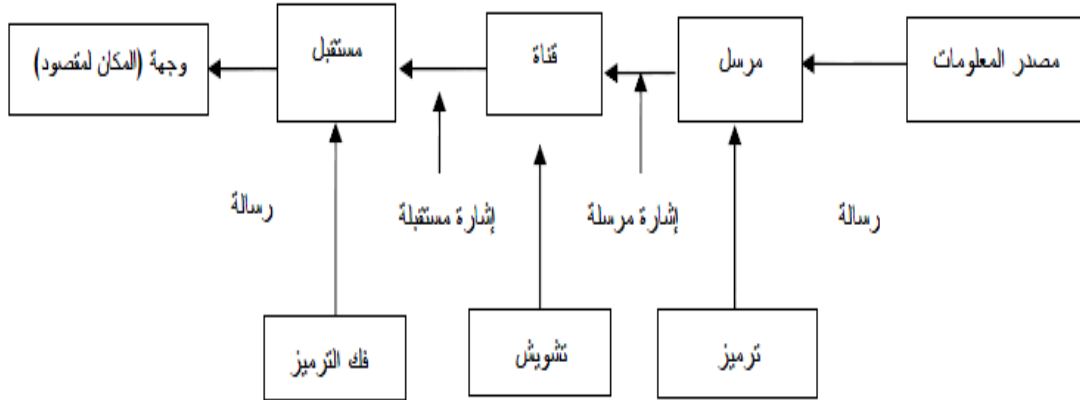 مصدر المعلومات
مرسل
قناة
مستقبل
وجهة (المكان لمقصود)
رسالة
إشارة مرسلة
إشارة مستقبلة
رسالة
ترميز
تشويش
فك الترميز